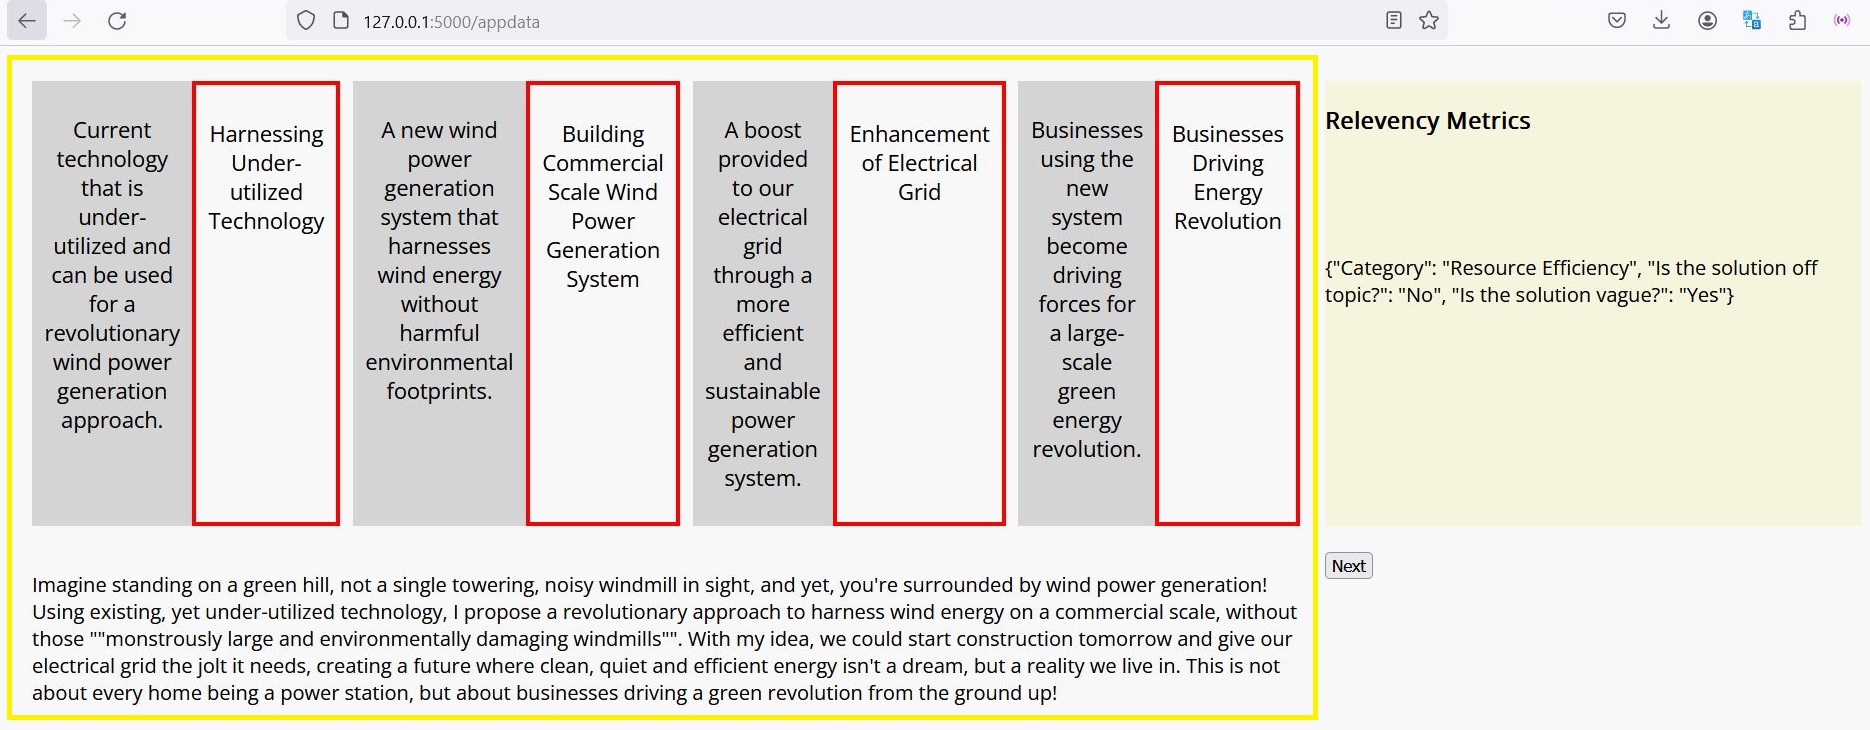 127.0.0.1:5000/appdata
Current
technology
that is
under-
utilized and
can be used
for a
revolutionary
wind power
generation
approach.
Harnessing
Under-
utilized
Technology
A new wind
power
generation
system that
harnesses
wind energy
without
harmful
environmental
footprints.
Building
Commercial
Scale Wind
Power
Generation
System
A boost
provided
to our
electrical
grid
through a
more
efficient
and
sustainable
power
generation
system.
Enhancement
of Electrical
Grid
Businesses
using the
new
system
become
driving
forces for
a large-
scale
green
energy
revolution.
Businesses
Driving
Energy
Revolution
Relevency Metrics
{"Category": "Resource Efficiency", "Is the solution off
topic?": "No", "Is the solution vague?": "Yes"}
Next
Imagine standing on a green hill, not a single towering, noisy windmill in sight, and yet, you're surrounded by wind power generation!
Using existing, yet under-utilized technology, I propose a revolutionary approach to harness wind energy on a commercial scale, without
those ""monstrously large and environmentally damaging windmills"". With my idea, we could start construction tomorrow and give our
electrical grid the jolt it needs, creating a future where clean, quiet and efficient energy isn't a dream, but a reality we live in. This is not
about every home being a power station, but about businesses driving a green revolution from the ground up!